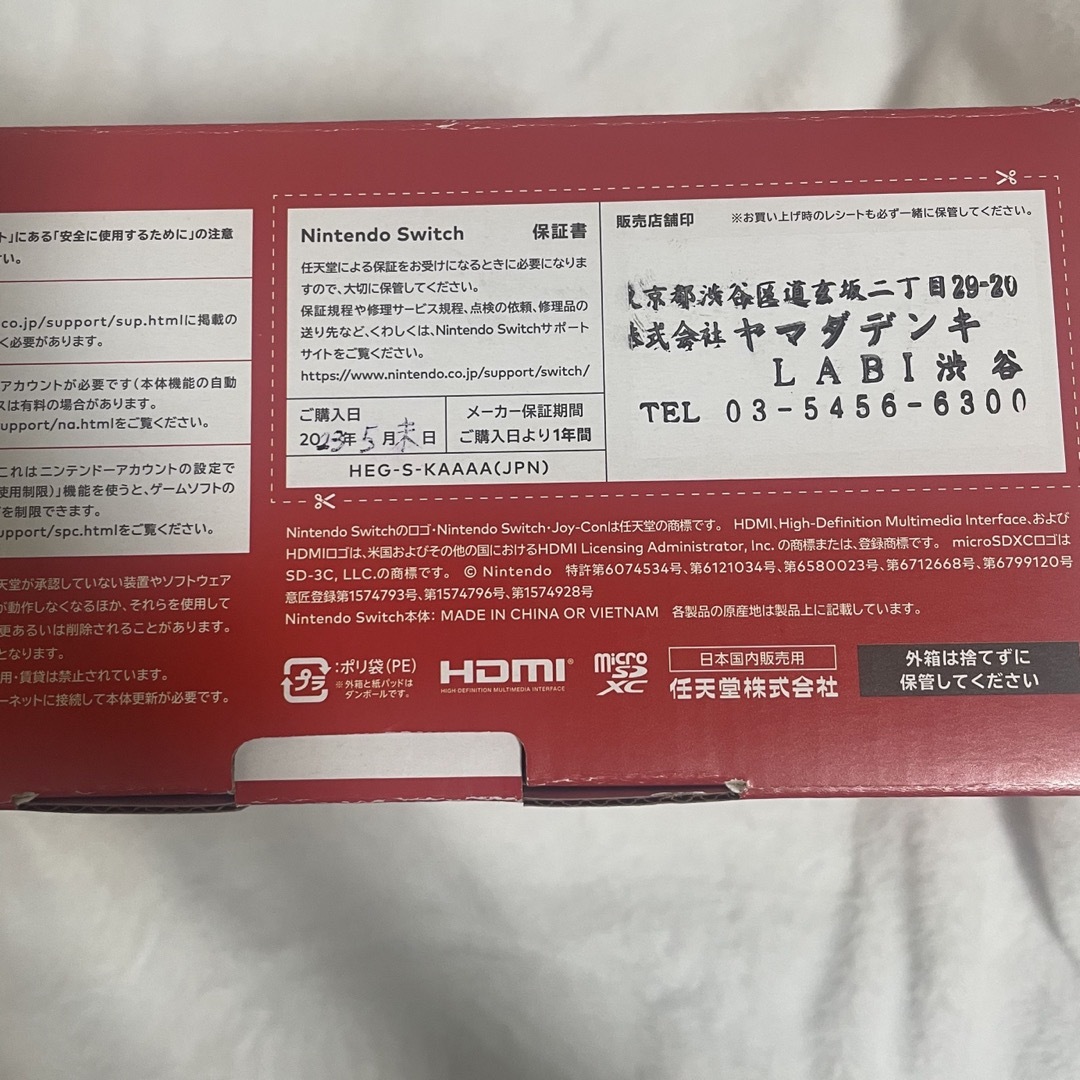 ト」にある「安全に使用するために」の注意
さい。
co.jp/support/sup.htmlに掲載の
く必要があります。
アカウントが必要です(本体機能の自動
スは有料の場合があります。
upport/na.htmlをご覧ください。
これはニンテンドーアカウントの設定で
使用制限)」機能を使うと、ゲームソフトの
を制限できます。
upport/spc.htmlをご覧ください。
天堂が承認していない装置やソフトウェア
が動作しなくなるほか、それらを使用して
更あるいは削除されることがあります。
となります。
用・賃貸は禁止されています。
ーネットに接続して本体更新が必要です。
Nintendo Switch 保証書
任天堂による保証をお受けになるときに必要になりま
すので、大切に保管してください。
保証規程や修理サービス規程、点検の依頼、修理品の
送り先など、くわしくは、Nintendo Switchサポート
サイトをご覧ください。
https://www.nintendo.co.jp/support/switch/
ご購入日
2023年5月末日
メーカー保証期間
ご購入日より1年間
HEG-S-KAAAA(JPN)
販売店舗印 ※お買い上げ時のレシートも必ず一緒に保管してください。
京都渋谷区道玄坂二丁目29-20
株式会社ヤマダデンキ
LABI渋谷
TEL 03-5456-6300
Nintendo Switchのロゴ・Nintendo Switch・Joy-Conは任天堂の商標です。 HDMI、High-Definition Multimedia Interface、および
HDMIロゴは、米国およびその他の国におけるHDMI Licensing Administrator, Inc. の商標または、登録商標です。 microSDXCロゴは
SD-3C, LLC.の商標です。 © Nintendo 特許第6074534号、第6121034号、第6580023号、第6712668号、第6799120号
意匠登録第1574793号、第1574796号、第1574928号
Nintendo Switch本体: MADE IN CHINA OR VIETNAM 各製品の原産地は製品上に記載しています。
プラ
:ポリ袋(PE)
※外箱と紙パッドは
ダンボールです。
HDMI
HIGH-DEFINITION MULTIMEDIA INTERFACE
micro
SD
XC
日本国内販売用
任天堂株式会社
外箱は捨てずに
保管してください